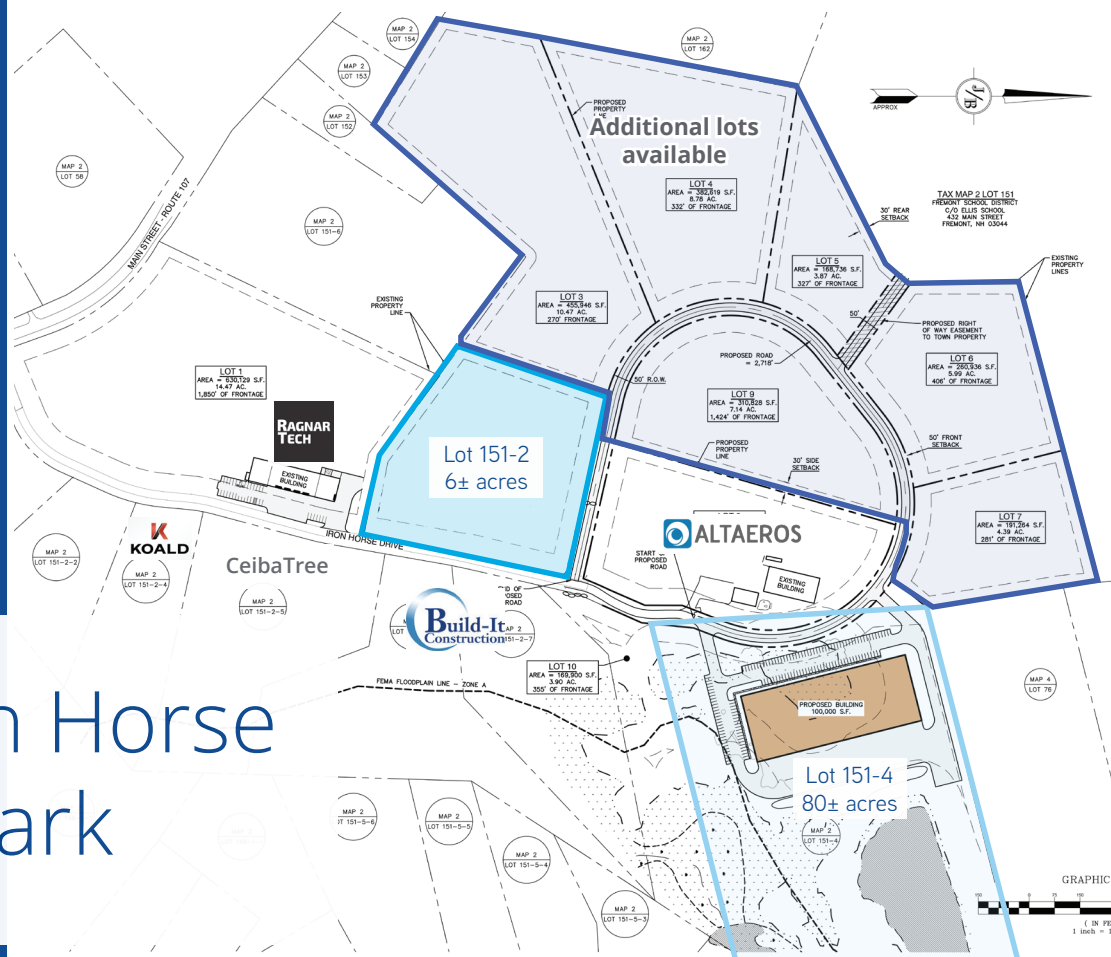 MAP 2
LOT 154
MAP 2
LOT 162
MAP 2
LOT 153
MAP 2
LOT 152
MAP 2
LOT 58
MAP 2
LOT 151-6
MAIN STREET - ROUTE 107
PROPOSED
PROPERTY
Additional lots
available
APPROX
J/B
LOT 4
AREA = 382,619 S.F.
8.78 AC.
332' OF FRONTAGE
TAX MAP 2 LOT 151
FREMONT SCHOOL DISTRICT
C/O ELLIS SCHOOL
432 MAIN STREET
FREMONT, NH 03044
30' REAR
SETBACK
EXISTING
PROPERTY
LINES
LOT 5
AREA = 168,736 S.F.
3.87 AC.
327' OF FRONTAGE
EXISTING
PROPERTY
LINE
LOT 3
AREA = 455,946 S.F.
10.47 AC.
270' FRONTAGE
50'
PROPOSED RIGHT
OF WAY EASEMENT
TO TOWN PROPERTY
PROPOSED ROAD
= 2,718'
LOT 6
AREA = 260,936 S.F.
5.99 AC.
406' OF FRONTAGE
LOT 1
AREA = 630,129 S.F.
14.47 AC.
1,850' OF FRONTAGE
50' R.O.W.
LOT 9
AREA = 310,828 S.F.
7.14 AC.
1,424' OF FRONTAGE
RAGNAR
TECH
Lot 151-2
6± acres
PROPOSED
PROPERTY
LINE
30' SIDE
SETBACK
50' FRONT
SETBACK
EXISTING
BUILDING
LOT 7
AREA = 191,264 S.F.
4.39 AC.
281' OF FRONTAGE
IRON HORSE DRIVE
ALTAEROS
KOALD
CeibaTree
MAP 2
LOT 151-2-2
MAP 2
LOT 151-2-4
MAP 2
LOT 151-2-5
START
PROPOSED
ROAD
EXISTING
BUILDING
OF
ROAD
Build-It
Construction
LOT
151-2-7
LOT 10
AREA = 169,900 S.F.
3.90 AC.
355' OF FRONTAGE
FEMA FLOODPLAIN LINE - ZONE A
MAP 4
LOT 76
PROPOSED BUILDING
100,000 S.F.
Horse
ark
Lot 151-4
80± acres
MAP 2
LOT 151-4
MAP 2
LOT 151-5-6
MAP 2
LOT 151-5-5
MAP 2
LOT 151-5-4
MAP 2
LOT 151-5-3
GRAPHIC
150 0 75 150
( IN FE
1 inch = 1